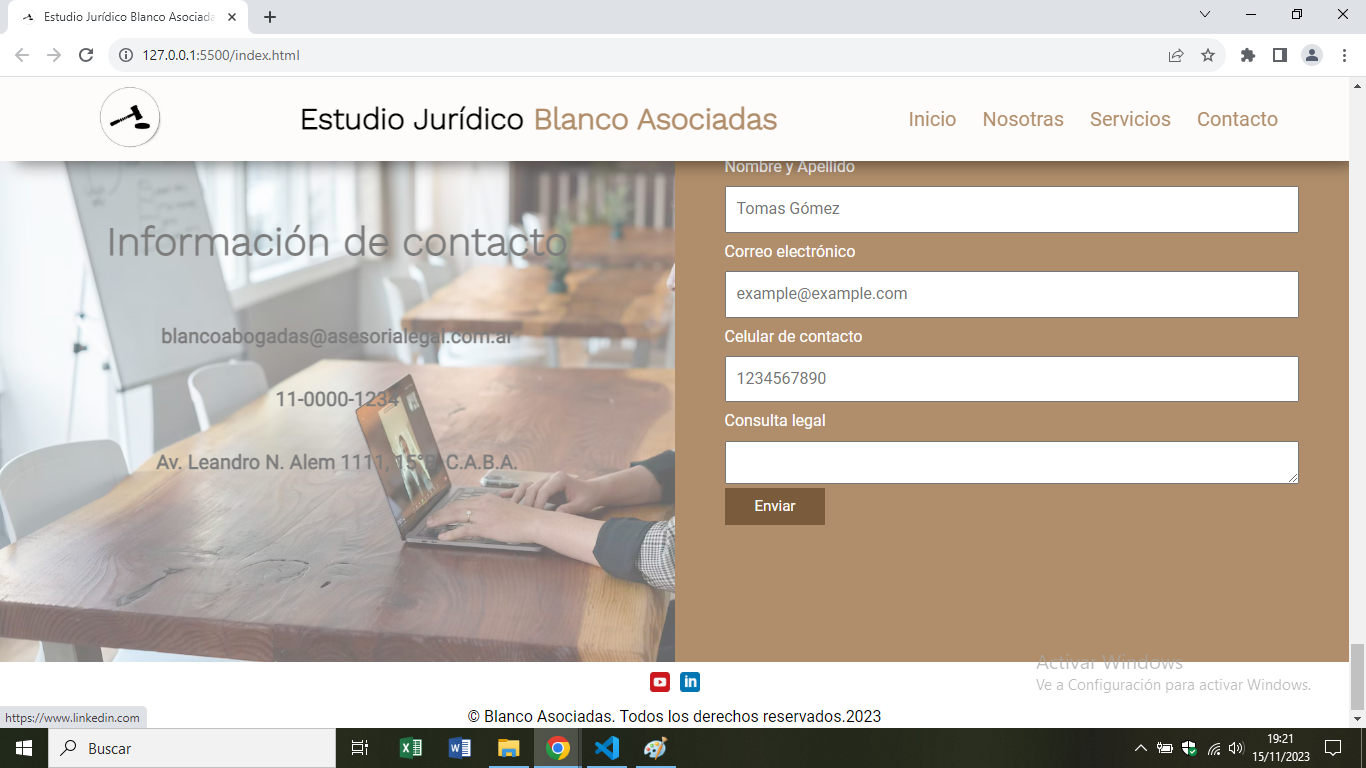 Estudio Jurídico Blanco Asociada
127.0.0.1:5500/index.html
Estudio Jurídico Blanco Asociadas
Inicio Nosotras Servicios Contacto
Información de contacto
blancoabogadas@asesorialegal.com.ar
11-0000-1234
Av. Leandro N. Alem 1111, 15°B, C.A.B.A.
Nombre y Apellido
Tomas Gómez
Correo electrónico
example@example.com
Celular de contacto
1234567890
Consulta legal
Enviar
Activar Windows
Ve a Configuración para activar Windows.
© Blanco Asociadas. Todos los derechos reservados.2023
https://www.linkedin.com
Buscar
19:21
15/11/2023